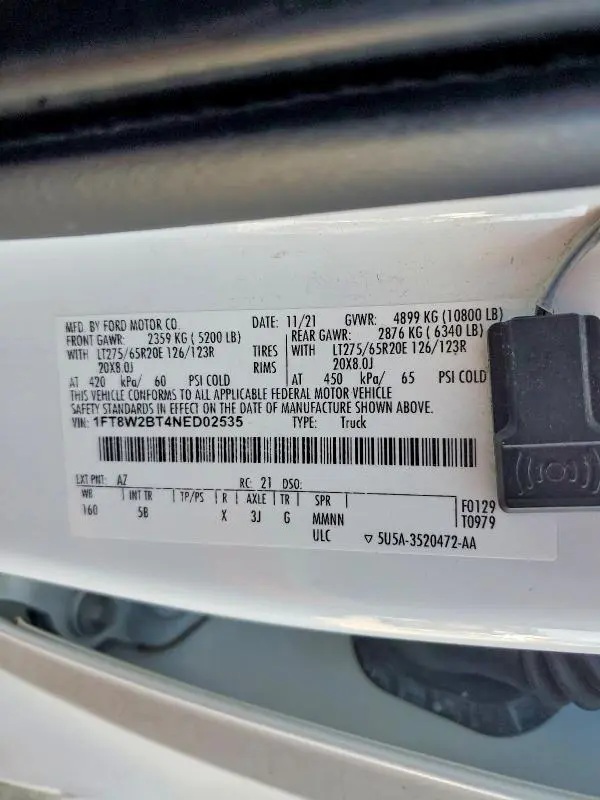 MFD. BY FORD MOTOR CO. DATE: 11/21 GVWR: 4899 KG (10800 LB)
FRONT GAWR: 2359 KG ( 5200 LB) REAR GAWR: 2876 KG ( 6340 LB)
WITH LT275/65R20E 126/123R TIRES WITH LT275/65R20E 126/123R
20X8.0J RIMS 20X8.0J
AT 420 kPa/ 60 PSI COLD AT 450 kPa/ 65 PSI COLD
THIS VEHICLE CONFORMS TO ALL APPLICABLE FEDERAL MOTOR VEHICLE
SAFETY STANDARDS IN EFFECT ON THE DATE OF MANUFACTURE SHOWN ABOVE.
VIN: 1FT8W2BT4NED02535 TYPE: Truck
EXT PNT: AZ RC: 21 DSO:
WB INT TR TP/PS R AXLE TR SPR F0129
160 5B X 3J G MMNN T0979
ULC ▽ 5U5A-3520472-AA